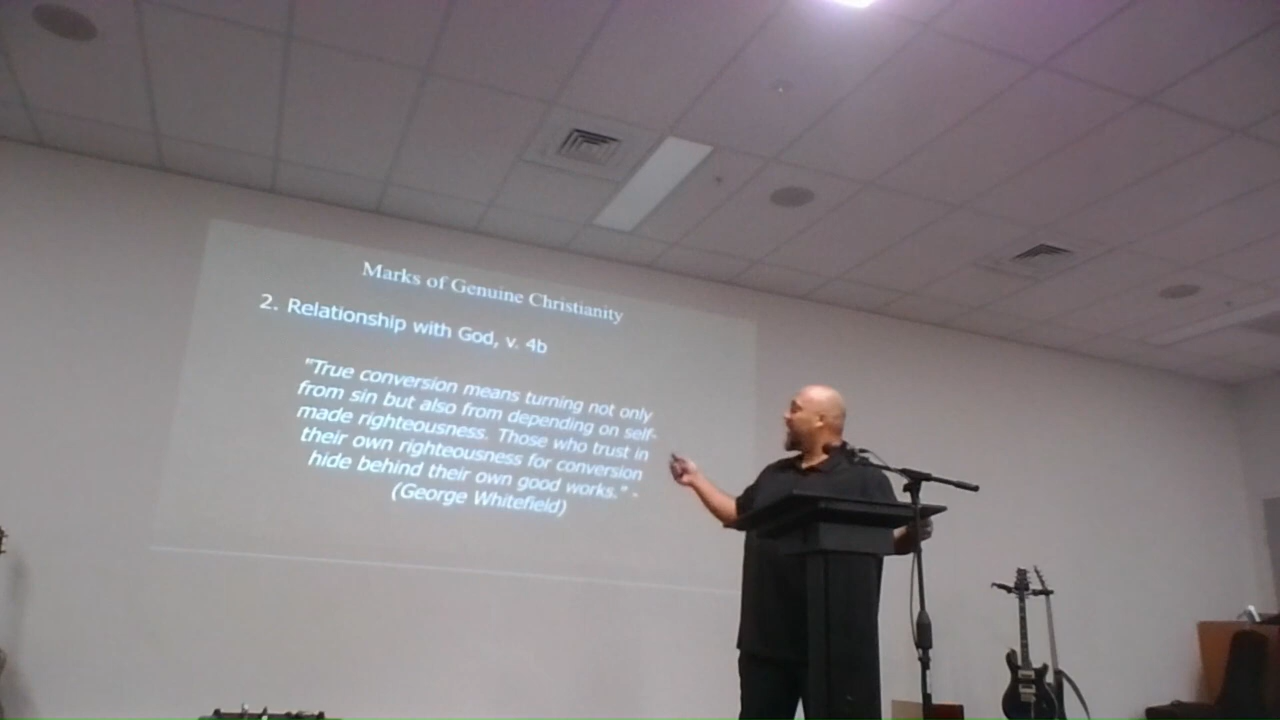 Marks of Genuine Christianity
2. Relationship with God, v. 4b
"True conversion means turning not only
from sin but also from depending on self-
made righteousness. Those who trust in
their own righteousness for conversion
hide behind their own good works." -
(George Whitefield)